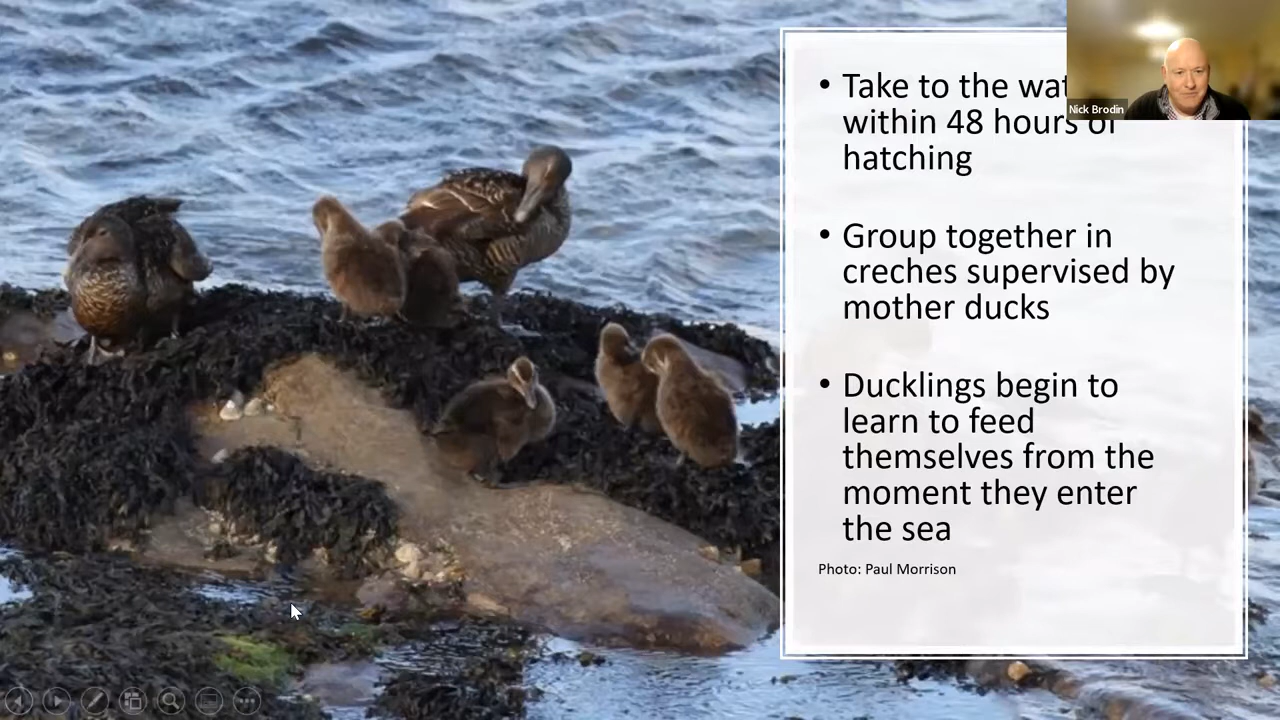 • Take to the
within 48 hours of
hatching
• Group together in
creches supervised by
mother ducks
• Ducklings begin to
learn to feed
themselves from the
moment they enter
the sea
Photo: Paul Morrison
Nick Brodin